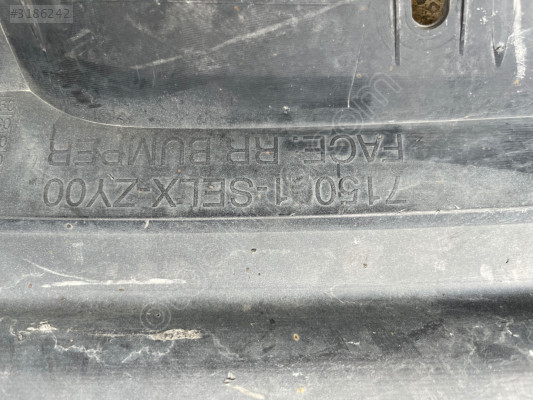 #3186242
71501-SELX-ZY00
FACE, RR BUMPER